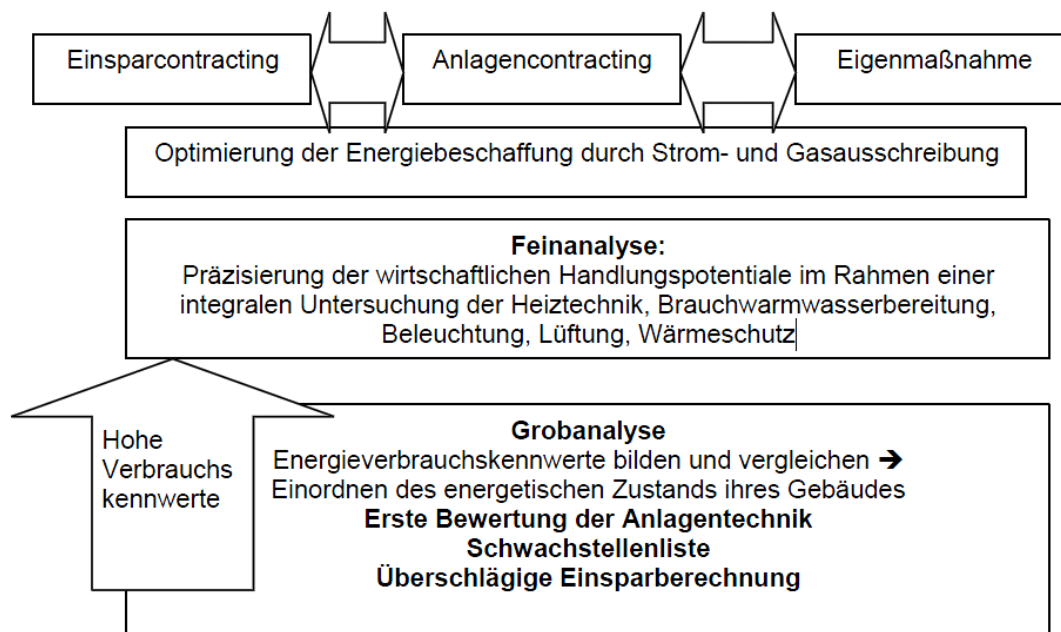 Einsparcontracting
Anlagencontracting
Eigenmaßnahme
Optimierung der Energiebeschaffung durch Strom- und Gasausschreibung
Feinanalyse:
Präzisierung der wirtschaftlichen Handlungspotentiale im Rahmen einer
integralen Untersuchung der Heiztechnik, Brauchwarmwasserbereitung,
Beleuchtung, Lüftung, Wärmeschutz
Hohe
Verbrauchs
kennwerte
Grobanalyse
Energieverbrauchskennwerte bilden und vergleichen ➔
Einordnen des energetischen Zustands ihres Gebäudes
Erste Bewertung der Anlagentechnik
Schwachstellenliste
Überschlägige Einsparberechnung